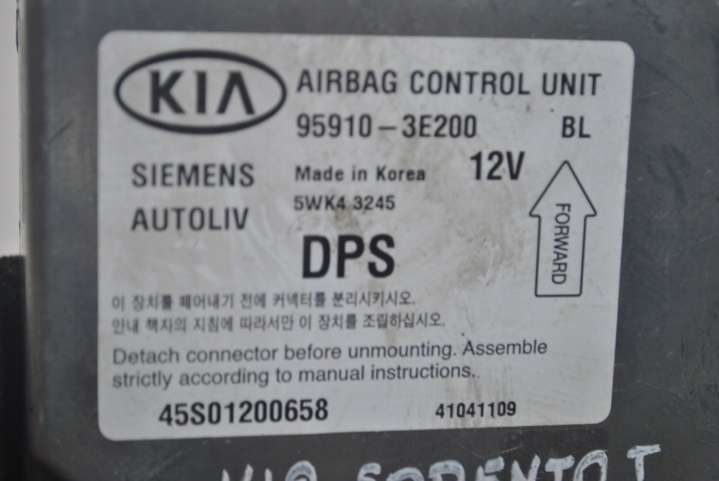 KIA AIRBAG CONTROL UNIT
95910-3E200 BL
SIEMENS Made in Korea 12V
AUTOLIV 5WK4 3245
FORWARD
DPS
이 장치를 떼어내기 전에 커넥터를 분리시키시오.
안내 책자의 지침에 따라서만 이 장치를 조립하십시오.
Detach connector before unmounting. Assemble
strictly according to manual instructions.
45S01200658 41041109
KIA SORENTO I